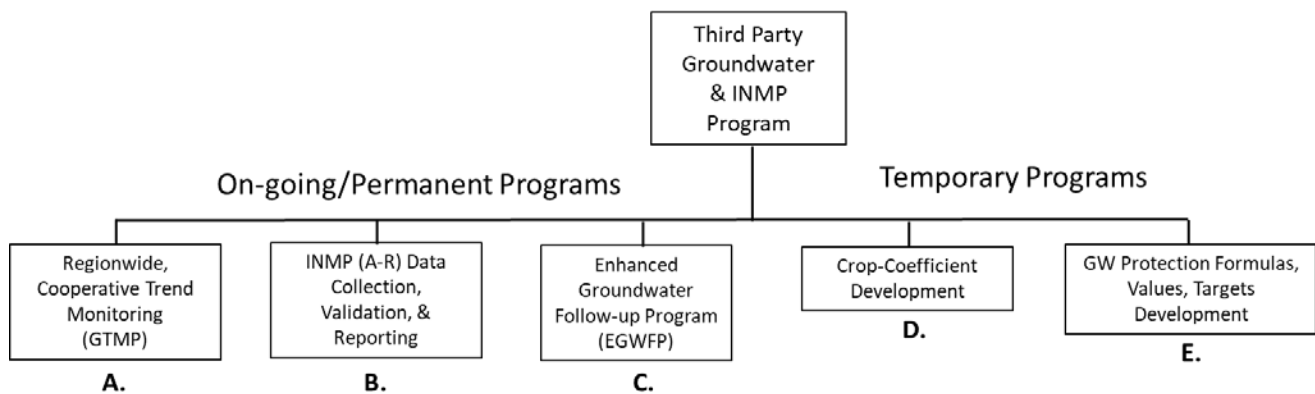 Third Party
Groundwater
& INMP
Program
On-going/Permanent Programs
Temporary Programs
Regionwide,
Cooperative Trend
Monitoring
(GTMP)
A.
INMP (A-R) Data
Collection,
Validation, &
Reporting
B.
Enhanced
Groundwater
Follow-up Program
(EGWFP)
C.
Crop-Coefficient
Development
D.
GW Protection Formulas,
Values, Targets
Development
E.